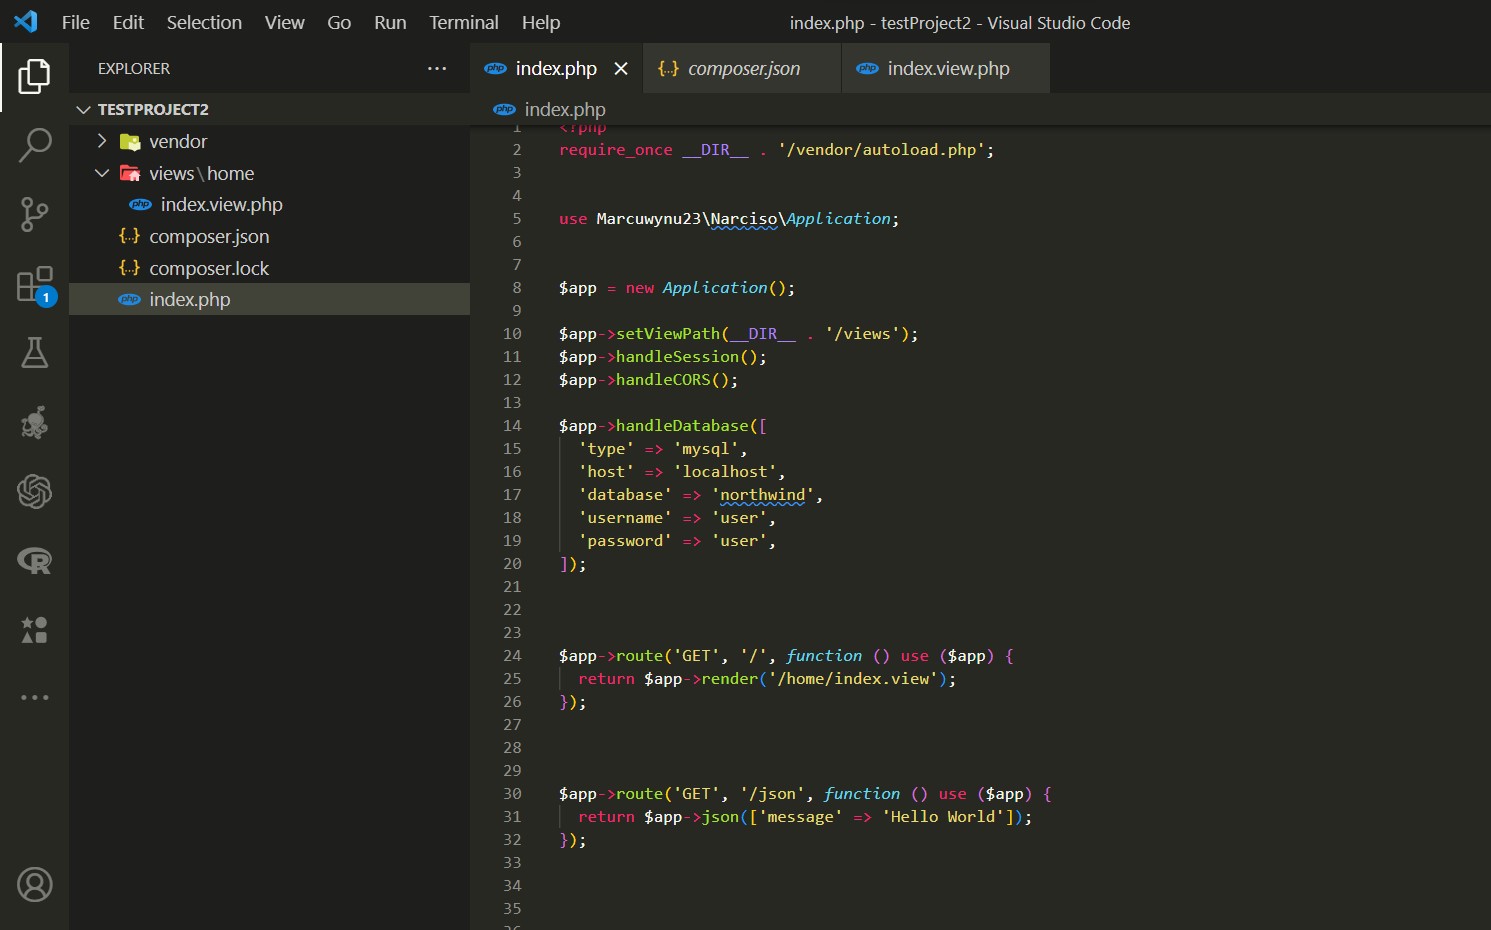 File Edit Selection View Go Run Terminal Help
index.php - testProject2 - Visual Studio Code
EXPLORER
TESTPROJECT2
vendor
views\home
php index.view.php
{..} composer.json
{..} composer.lock
php index.php
1
php index.php
{..} composer.json
php index.view.php
php index.php
1 <?php
2 require_once __DIR__ . '/vendor/autoload.php';
3
4
5 use Marcuwynu23\Narciso\Application;
6
7
8 $app = new Application();
9
10 $app->setViewPath(__DIR__ . '/views');
11 $app->handleSession();
12 $app->handleCORS();
13
14 $app->handleDatabase([
15 'type' => 'mysql',
16 'host' => 'localhost',
17 'database' => 'northwind',
18 'username' => 'user',
19 'password' => 'user',
20 ]);
21
22
23
24 $app->route('GET', '/', function () use ($app) {
25 return $app->render('/home/index.view');
26 });
27
28
29
30 $app->route('GET', '/json', function () use ($app) {
31 return $app->json(['message' => 'Hello World']);
32 });
33
34
35